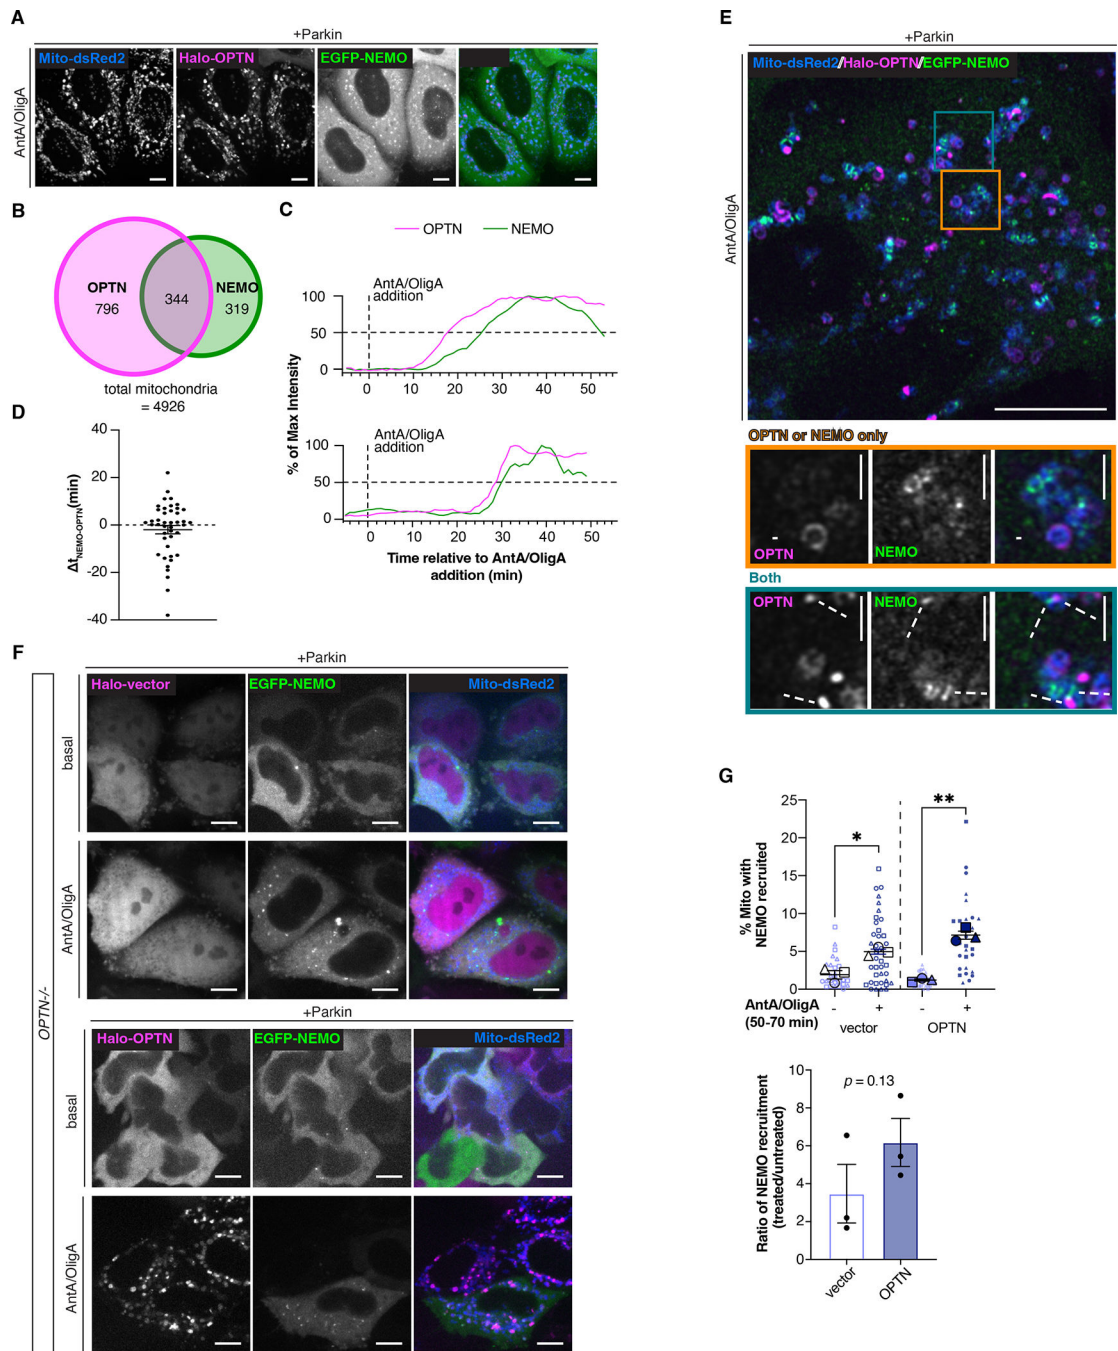 A
+Parkin
Mito-dsRed2
Halo-OPTN
EGFP-NEMO
AntA/OligA
B
OPTN
796
344
NEMO
319
total mitochondria
= 4926
C
OPTN
NEMO
AntA/OligA
addition
100
50
0
0
10
20
30
40
50
AntA/OligA
addition
100
50
0
0
10
20
30
40
50
% of Max Intensity
Time relative to AntA/OligA
addition (min)
D
40
20
0
-20
-40
ΔtNEMO-OPTN(min)
E
+Parkin
Mito-dsRed2/Halo-OPTN/EGFP-NEMO
AntA/OligA
OPTN or NEMO only
OPTN
NEMO
Both
OPTN
NEMO
F
+Parkin
Halo-vector
EGFP-NEMO
Mito-dsRed2
basal
AntA/OligA
OPTN-/-
+Parkin
Halo-OPTN
EGFP-NEMO
Mito-dsRed2
basal
AntA/OligA
G
25
20
15
10
5
0
% Mito with
NEMO recruited
*
**
AntA/OligA
(50-70 min)
-
+
-
+
vector
OPTN
10
8
6
4
2
0
p = 0.13
Ratio of NEMO recruitment
(treated/untreated)
vector
OPTN